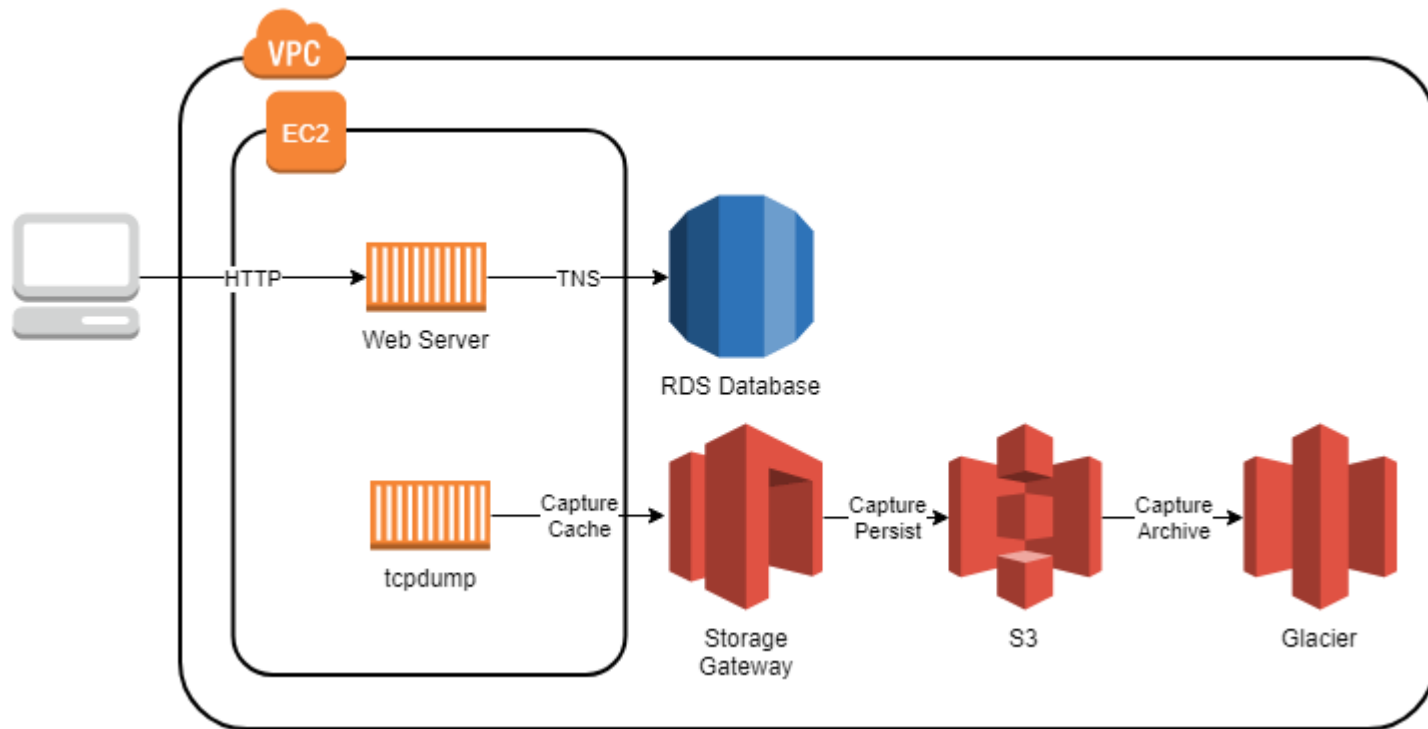 VPC
EC2
HTTP
TNS
Web Server
RDS Database
Capture
Cache
Capture
Persist
Capture
Archive
tcpdump
Storage
Gateway
S3
Glacier